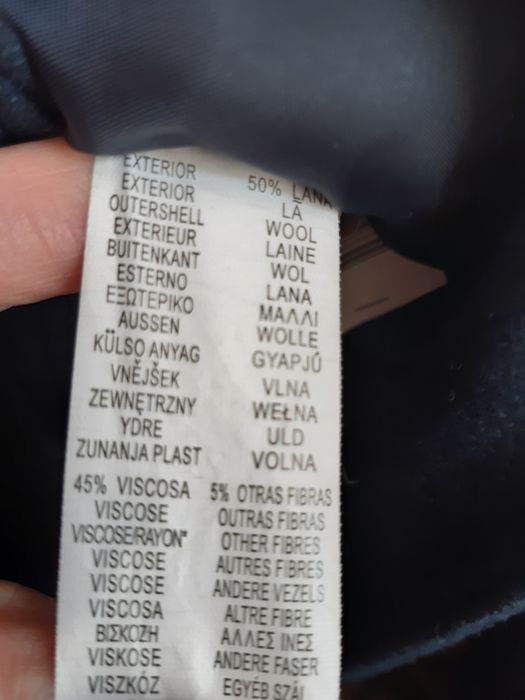 EXTERIOR
EXTERIOR 50% LANA
OUTERSHELL LÃ
EXTERIEUR WOOL
BUITENKANT LAINE
ESTERNO WOL
ΕΞΩΤΕΡΙΚΟ LANA
AUSSEN ΜΑΛΛΙ
KÜLSO ANYAG WOLLE
VNĚJŠEK GYAPJÚ
ZEWNĘTRZNY VLNA
YDRE WEŁNA
ZUNANJA PLAST ULD
VOLNA
45% VISCOSA 5% OTRAS FIBRAS
VISCOSE OUTRAS FIBRAS
VISCOSE/RAYON" OTHER FIBRES
VISCOSE AUTRES FIBRES
VISCOSE ANDERE VEZELS
VISCOSA ALTRE FIBRE
ΒΙΣΚΟΖΗ ΑΛΛΕΣ ΙΝΕΣ
VISKOSE ANDERE FASER
VISZKÓZ EGYÉB SZÁL